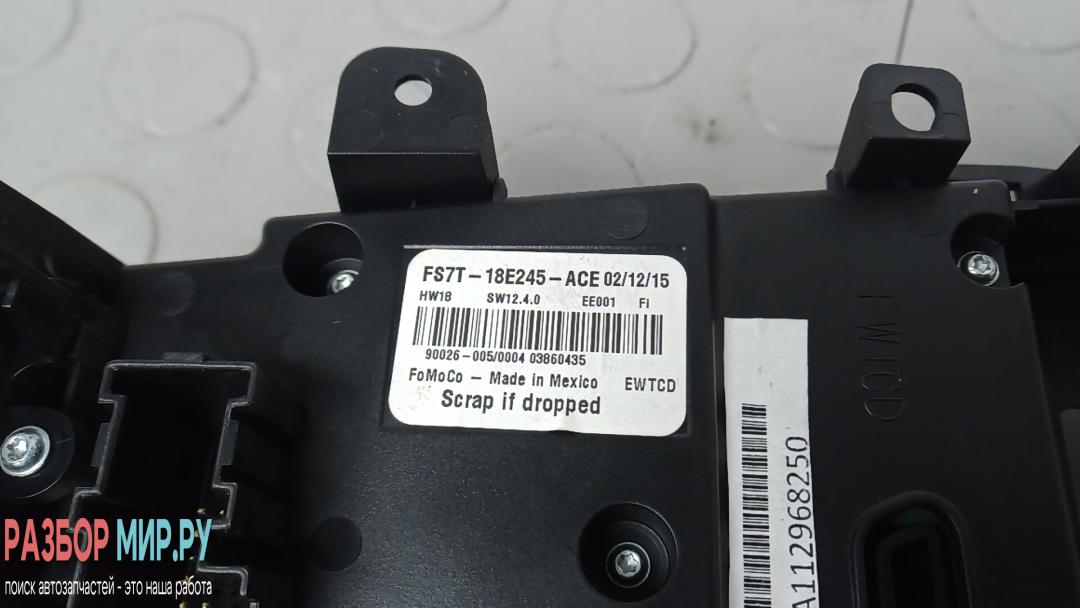 FS7T-18E245-ACE 02/12/15
HW18 SW12.4.0 EE001 FI
90026-005/0004 03860435
FoMoCo - Made in Mexico EWTCD
Scrap if dropped
EWTCD
A112968250
РАЗБОР МИР.РУ
поиск автозапчастей - это наша работа